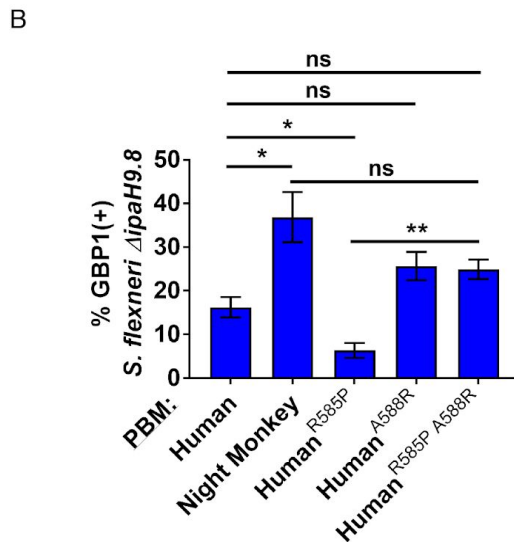 B
ns
ns
*
*
ns
**
% GBP1(+)
S. flexneri ΔipaH9.8
50
40
30
20
10
0
PBM:
Human
Night Monkey
Human R585P
Human A588R
Human R585P A588R